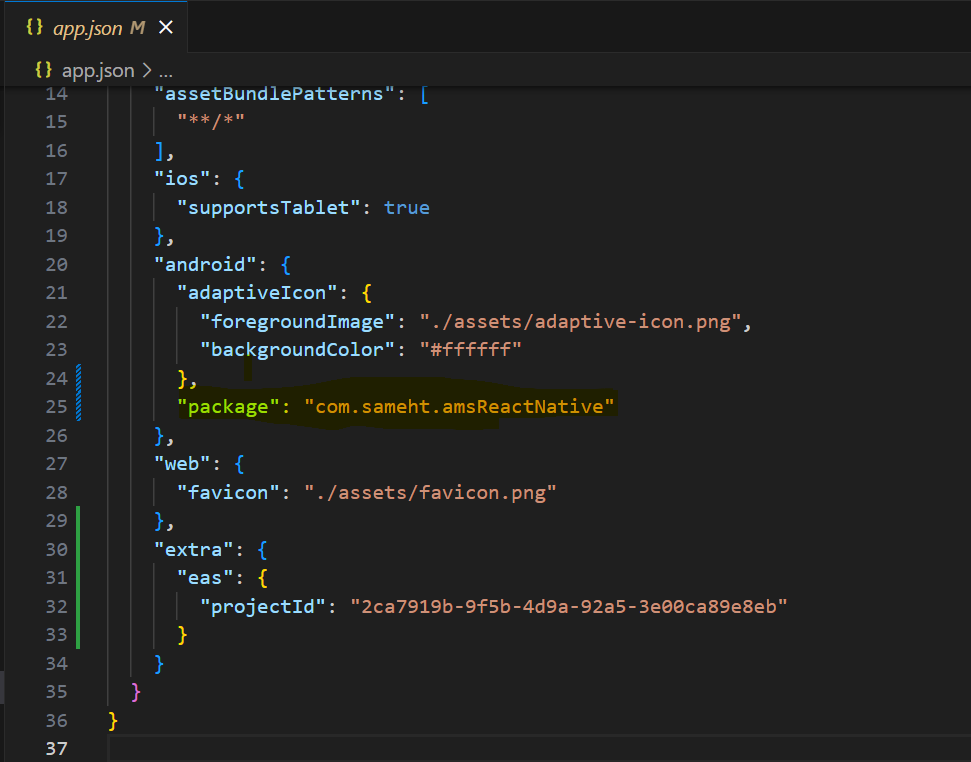 {} app.json M ×
{} app.json > ...
14 "assetBundlePatterns": [
15 "**/*"
16 ],
17 "ios": {
18 "supportsTablet": true
19 },
20 "android": {
21 "adaptiveIcon": {
22 "foregroundImage": "./assets/adaptive-icon.png",
23 "backgroundColor": "#ffffff"
24 },
25 "package": "com.sameht.amsReactNative"
26 },
27 "web": {
28 "favicon": "./assets/favicon.png"
29 },
30 "extra": {
31 "eas": {
32 "projectId": "2ca7919b-9f5b-4d9a-92a5-3e00ca89e8eb"
33 }
34 }
35 }
36 }
37